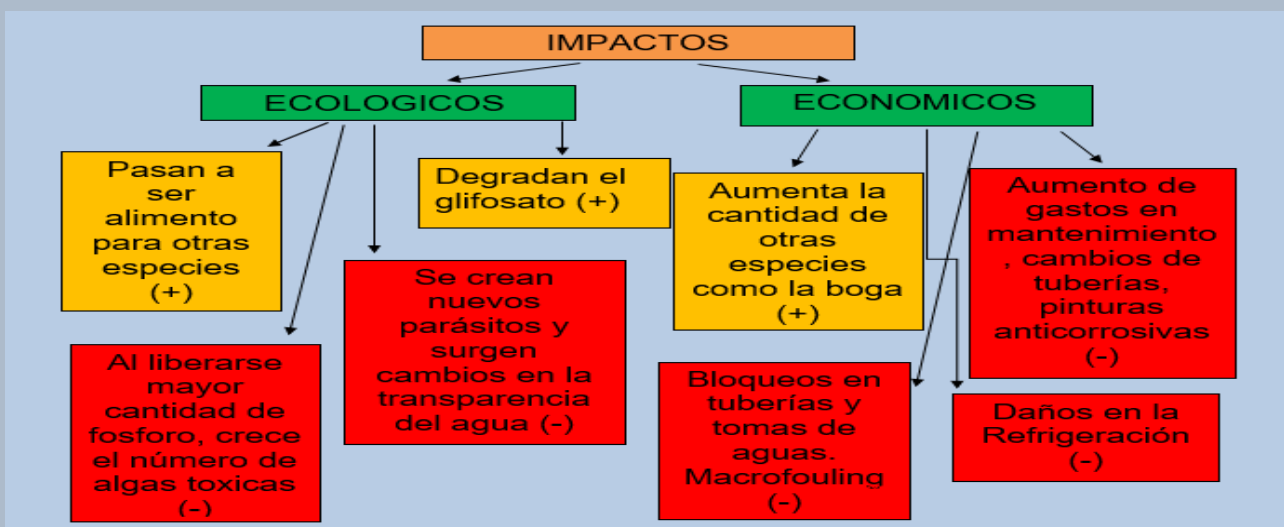 IMPACTOS
ECOLOGICOS
ECONOMICOS
Pasan a
ser
alimento
para otras
especies
(+)
Degradan el
glifosato (+)
Aumenta la
cantidad de
otras
especies
como la boga
(+)
Aumento de
gastos en
mantenimiento
, cambios de
tuberías,
pinturas
anticorrosivas
(-)
Al liberarse
mayor
cantidad de
fosforo, crece
el número de
algas toxicas
(-)
Se crean
nuevos
parásitos y
surgen
cambios en la
transparencia
del agua (-)
Bloqueos en
tuberías y
tomas de
aguas.
Macrofouling
(-)
Daños en la
Refrigeración
(-)